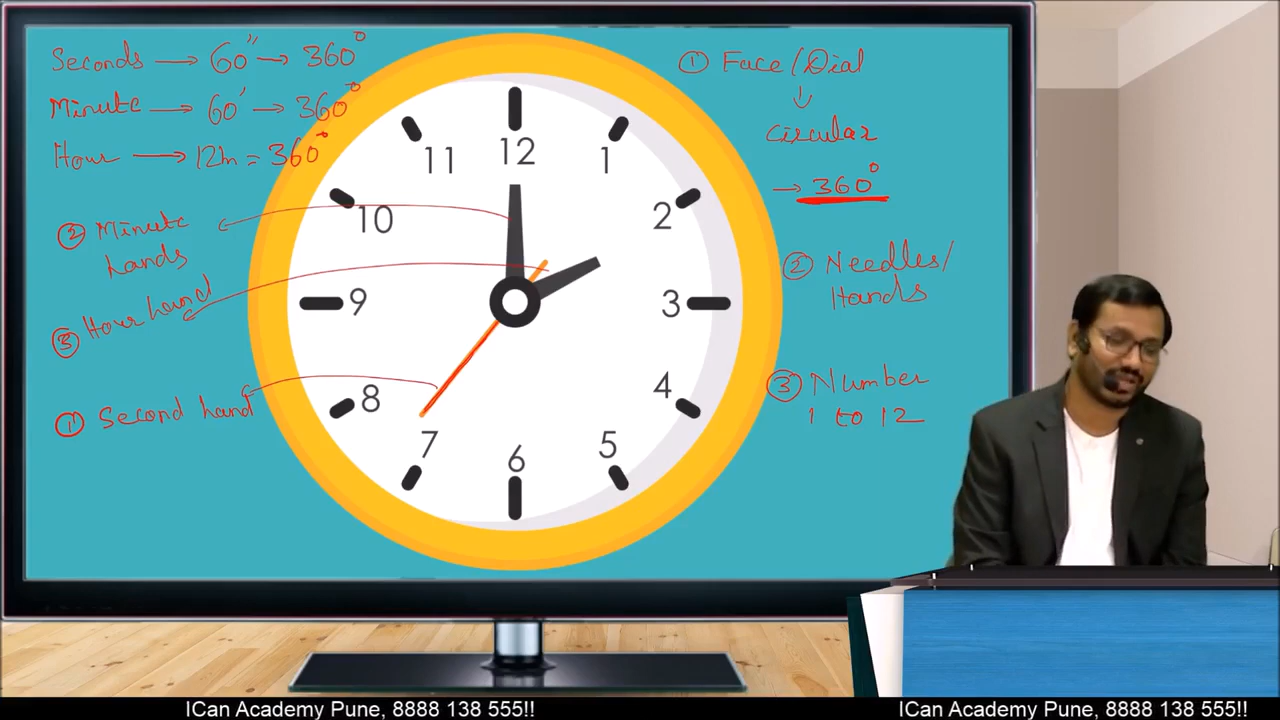 Seconds → 60" → 360°
Minute → 60' → 360°
Hour → 12h = 360°
② Minute
hands
③ Hour hand
① Second hand
12
1
2
3
4
5
6
7
8
9
10
11
① Face/Dial
↓
circular
→ 360°
② Needles/
Hands
③ Number
1 to 12
ICan Academy Pune, 8888 138 555!!
ICan Academy Pune, 8888 138 555!!